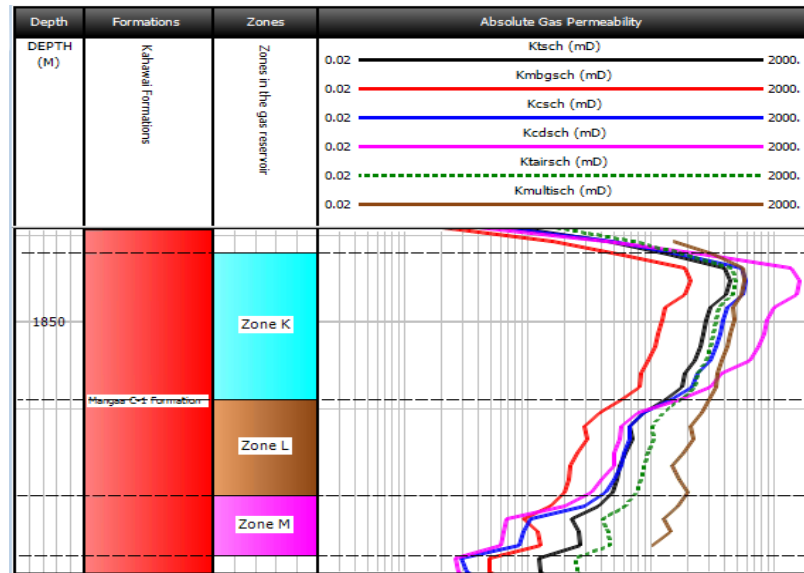 Depth
Formations
Zones
Absolute Gas Permeability
DEPTH
(M)
Kahawai Formations
Zones in the gas reservoir
Ktsch (mD)
0.02 2000.
Kmbgsch (mD)
0.02 2000.
Kcsch (mD)
0.02 2000.
Kcdsch (mD)
0.02 2000.
Ktairsch (mD)
0.02 2000.
Kmultisch (mD)
0.02 2000.
1850
Zone K
Mangaa C-1 Formation
Zone L
Zone M